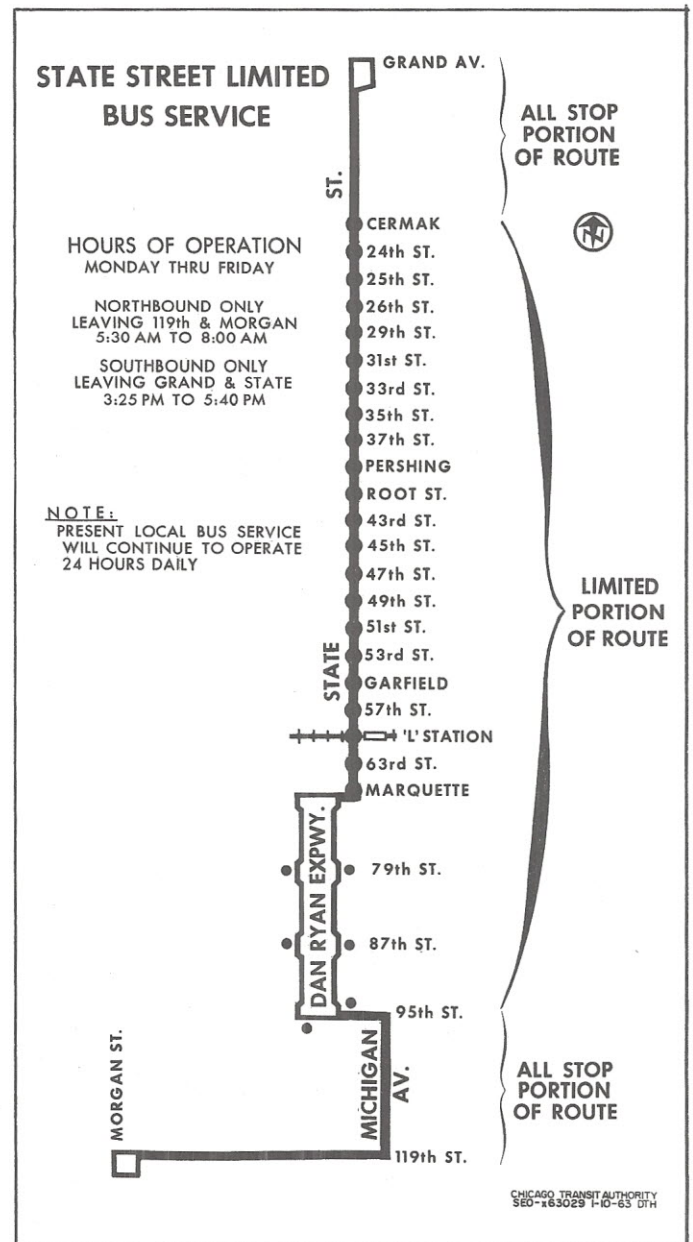 STATE STREET LIMITED
BUS SERVICE
GRAND AV.
ALL STOP
PORTION
OF ROUTE
ST.
N
HOURS OF OPERATION
MONDAY THRU FRIDAY
NORTHBOUND ONLY
LEAVING 119th & MORGAN
5:30 AM TO 8:00 AM
SOUTHBOUND ONLY
LEAVING GRAND & STATE
3:25 PM TO 5:40 PM
NOTE:
PRESENT LOCAL BUS SERVICE
WILL CONTINUE TO OPERATE
24 HOURS DAILY
CERMAK
24th ST.
25th ST.
26th ST.
29th ST.
31st ST.
33rd ST.
35th ST.
37th ST.
PERSHING
ROOT ST.
43rd ST.
45th ST.
47th ST.
49th ST.
51st ST.
53rd ST.
GARFIELD
57th ST.
'L' STATION
63rd ST.
MARQUETTE
STATE
LIMITED
PORTION
OF ROUTE
DAN RYAN EXPWY.
79th ST.
87th ST.
95th ST.
MICHIGAN
AV.
MORGAN ST.
119th ST.
ALL STOP
PORTION
OF ROUTE
CHICAGO TRANSIT AUTHORITY
SEO-x63029 1-10-63 DTH